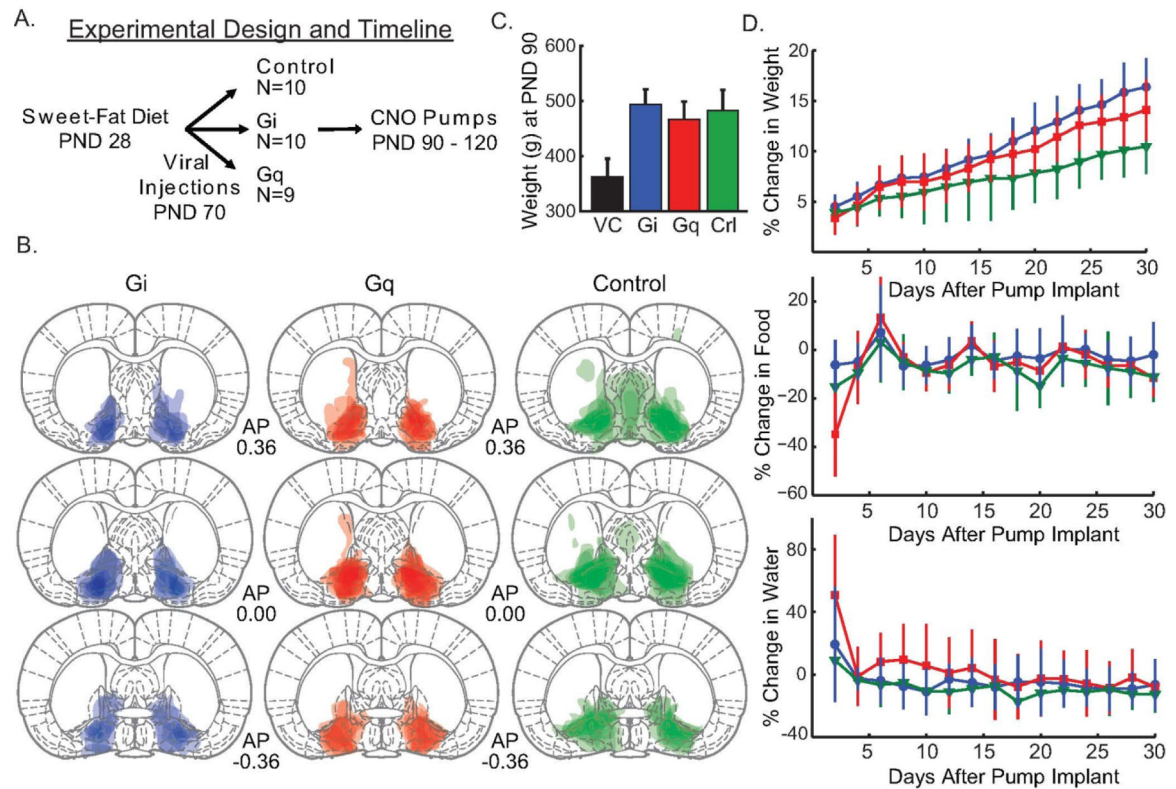 A.
Experimental Design and Timeline
Control
N=10
Sweet-Fat Diet
PND 28
Gi
N=10
CNO Pumps
PND 90 - 120
Viral
Injections
PND 70
Gq
N=9
B.
Gi
Gq
Control
AP
0.36
AP
0.36
AP
0.00
AP
0.00
AP
-0.36
AP
-0.36
C.
Weight (g) at PND 90
600
500
400
300
VC Gi Gq Crl
D.
% Change in Weight
20
15
10
5
5 10 15 20 25 30
Days After Pump Implant
% Change in Food
20
0
−20
−40
−60
5 10 15 20 25 30
Days After Pump Implant
% Change in Water
80
40
0
-40
5 10 15 20 25 30
Days After Pump Implant